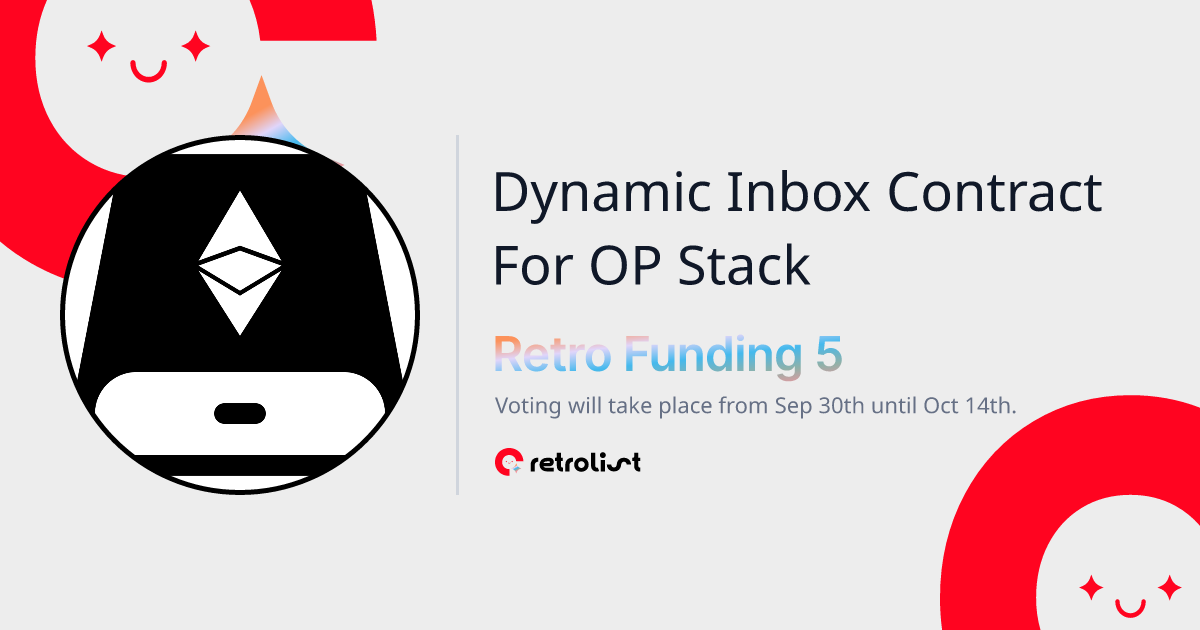 Dynamic Inbox Contract
For OP Stack
Retro Funding 5
Voting will take place from Sep 30th until Oct 14th.
retrolist